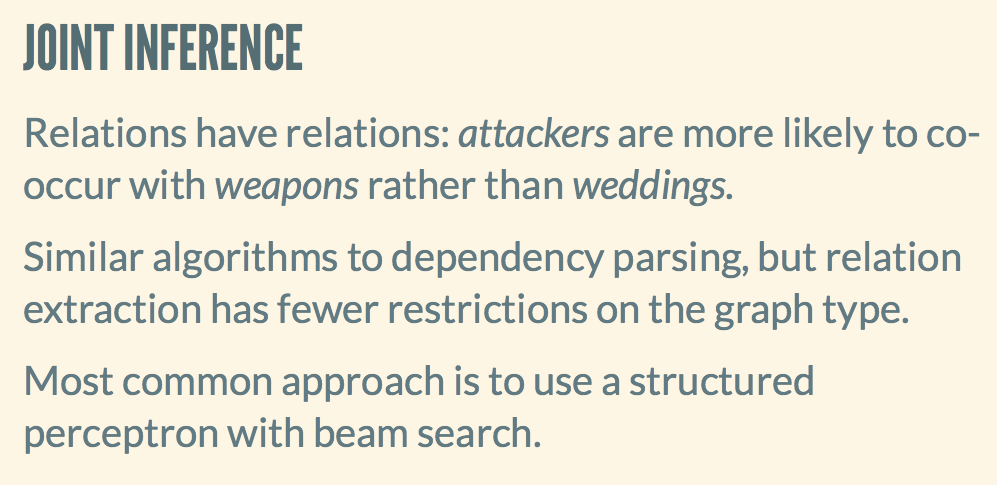 JOINT INFERENCE
Relations have relations: attackers are more likely to co-
occur with weapons rather than weddings.
Similar algorithms to dependency parsing, but relation
extraction has fewer restrictions on the graph type.
Most common approach is to use a structured
perceptron with beam search.